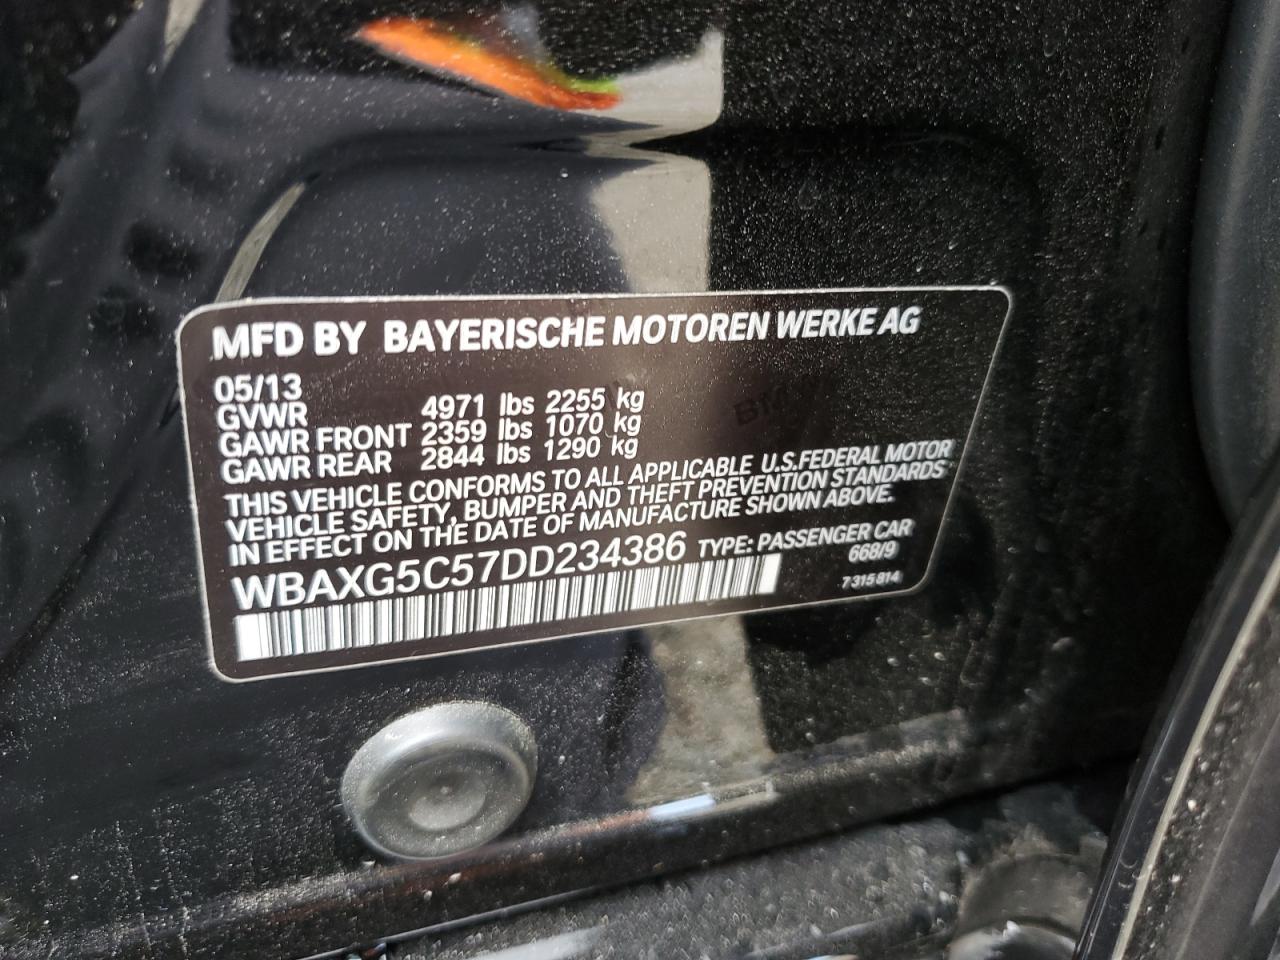 MFD BY BAYERISCHE MOTOREN WERKE AG
05/13
GVWR 4971 lbs 2255 kg
GAWR FRONT 2359 lbs 1070 kg
GAWR REAR 2844 lbs 1290 kg
THIS VEHICLE CONFORMS TO ALL APPLICABLE U.S.FEDERAL MOTOR
VEHICLE SAFETY, BUMPER AND THEFT PREVENTION STANDARDS
IN EFFECT ON THE DATE OF MANUFACTURE SHOWN ABOVE.
WBAXG5C57DD234386 TYPE: PASSENGER CAR
668/9
7 315 814